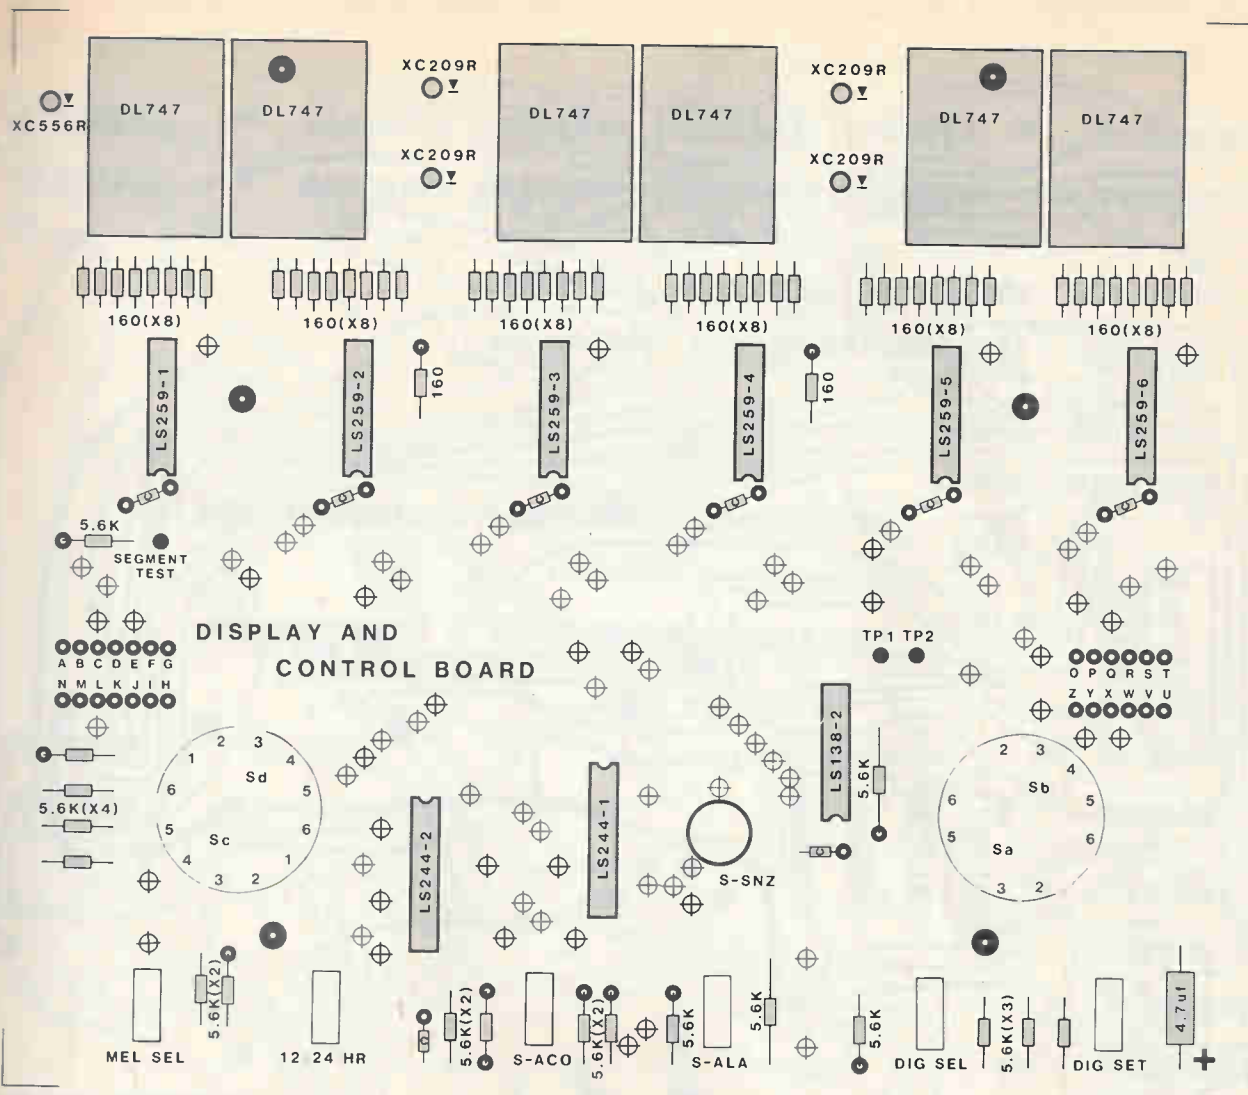 XC556R
DL747
DL747
XC209R
XC209R
DL747
DL747
XC209R
XC209R
DL747
DL747
160(X8)
160(X8)
160(X8)
160(X8)
160(X8)
160(X8)
LS259-1
LS259-2
160
LS259-3
LS259-4
160
LS259-5
LS259-6
5.6K
SEGMENT
TEST
DISPLAY AND
CONTROL BOARD
TP1 TP2
A B C D E F G
N M L K J I H
O P Q R S T
Z Y X W V U
5.6K(X4)
1 2 3 4
Sd
6 5
5 6
Sc
4 3 2 1
LS244-2
LS244-1
S-SNZ
LS138-2
5.6K
2 3 4
Sb
6 5
5 6
Sa
3 2
MEL SEL
5.6K(X2)
12 24 HR
5.6K(X2)
S-ACO
5.6K(X2)
5.6K
S-ALA
5.6K
5.6K
DIG SEL
5.6K(X3)
DIG SET
4.7uf
+